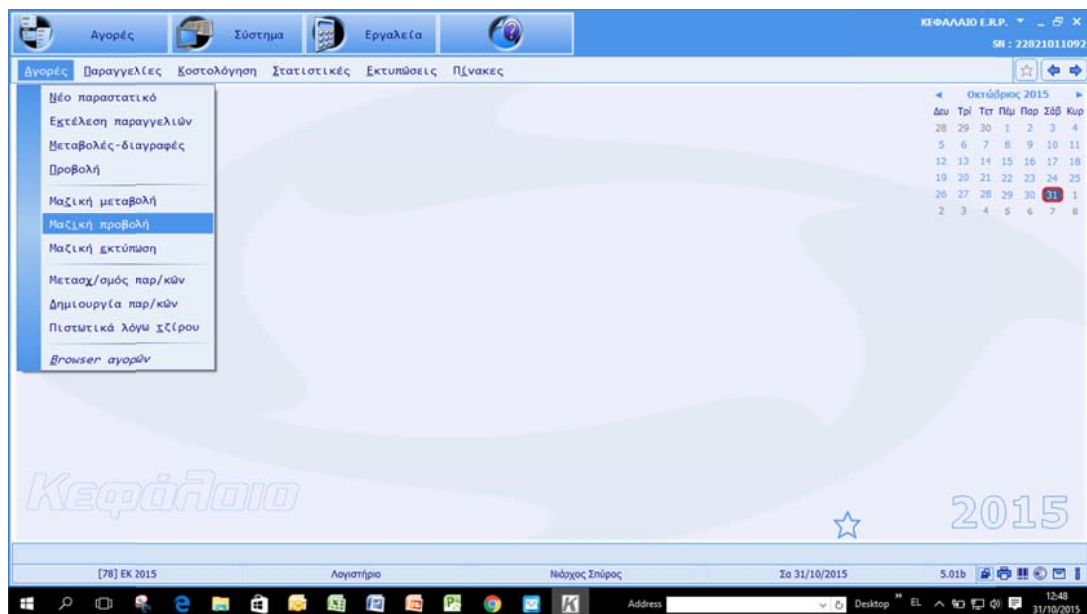 Αγορές Σύστημα Εργαλεία ΚΕΦΑΛΑΙΟ E.R.P.
SN : 22821011092
Αγορές Παραγγελίες Κοστολόγηση Στατιστικές Εκτυπώσεις Πίνακες
Νέο παραστατικό
Εκτέλεση παραγγελιών
Μεταβολές-διαγραφές
Προβολή
Μαζική μεταβολή
Μαζική προβολή
Μαζική εκτύπωση
Μετασχ/σμός παρ/κών
Δημιουργία παρ/κών
Πιστωτικά λόγω τζίρου
Browser αγορών
Οκτώβριος 2015
Δευ Τρί Τετ Πέμ Παρ Σάβ Κυρ
28 29 30 1 2 3 4
5 6 7 8 9 10 11
12 13 14 15 16 17 18
19 20 21 22 23 24 25
26 27 28 29 30 31 1
2 3 4 5 6 7 8
Κεφάλαιο
2015
[78] ΕΚ 2015 Λογιστήριο Νιάρχος Σπύρος Σα 31/10/2015 5.01b
Address Desktop EL 12:48
31/10/201